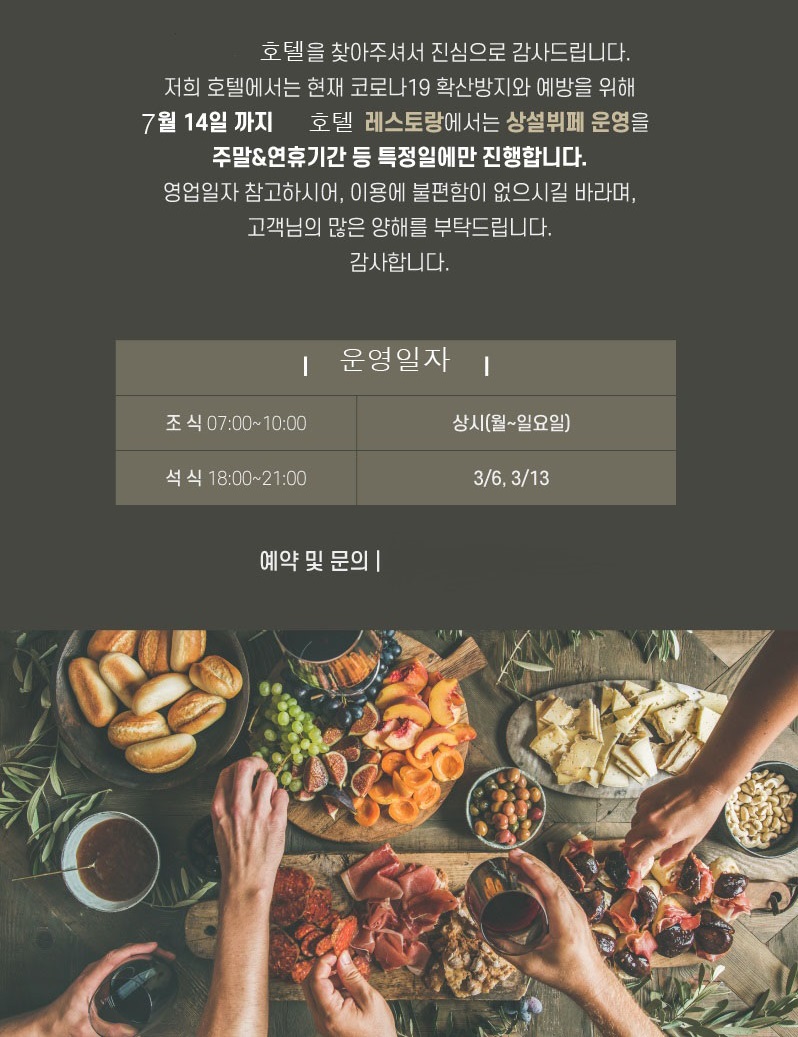 호텔을 찾아주셔서 진심으로 감사드립니다.
저희 호텔에서는 현재 코로나19 확산방지와 예방을 위해
7월 14일 까지 호텔 레스토랑에서는 상설뷔페 운영을
주말&연휴기간 등 특정일에만 진행합니다.
영업일자 참고하시어, 이용에 불편함이 없으시길 바라며,
고객님의 많은 양해를 부탁드립니다.
감사합니다.
| 운영일자 |
조 식 07:00~10:00 상시(월~일요일)
석 식 18:00~21:00 3/6, 3/13
예약 및 문의 |